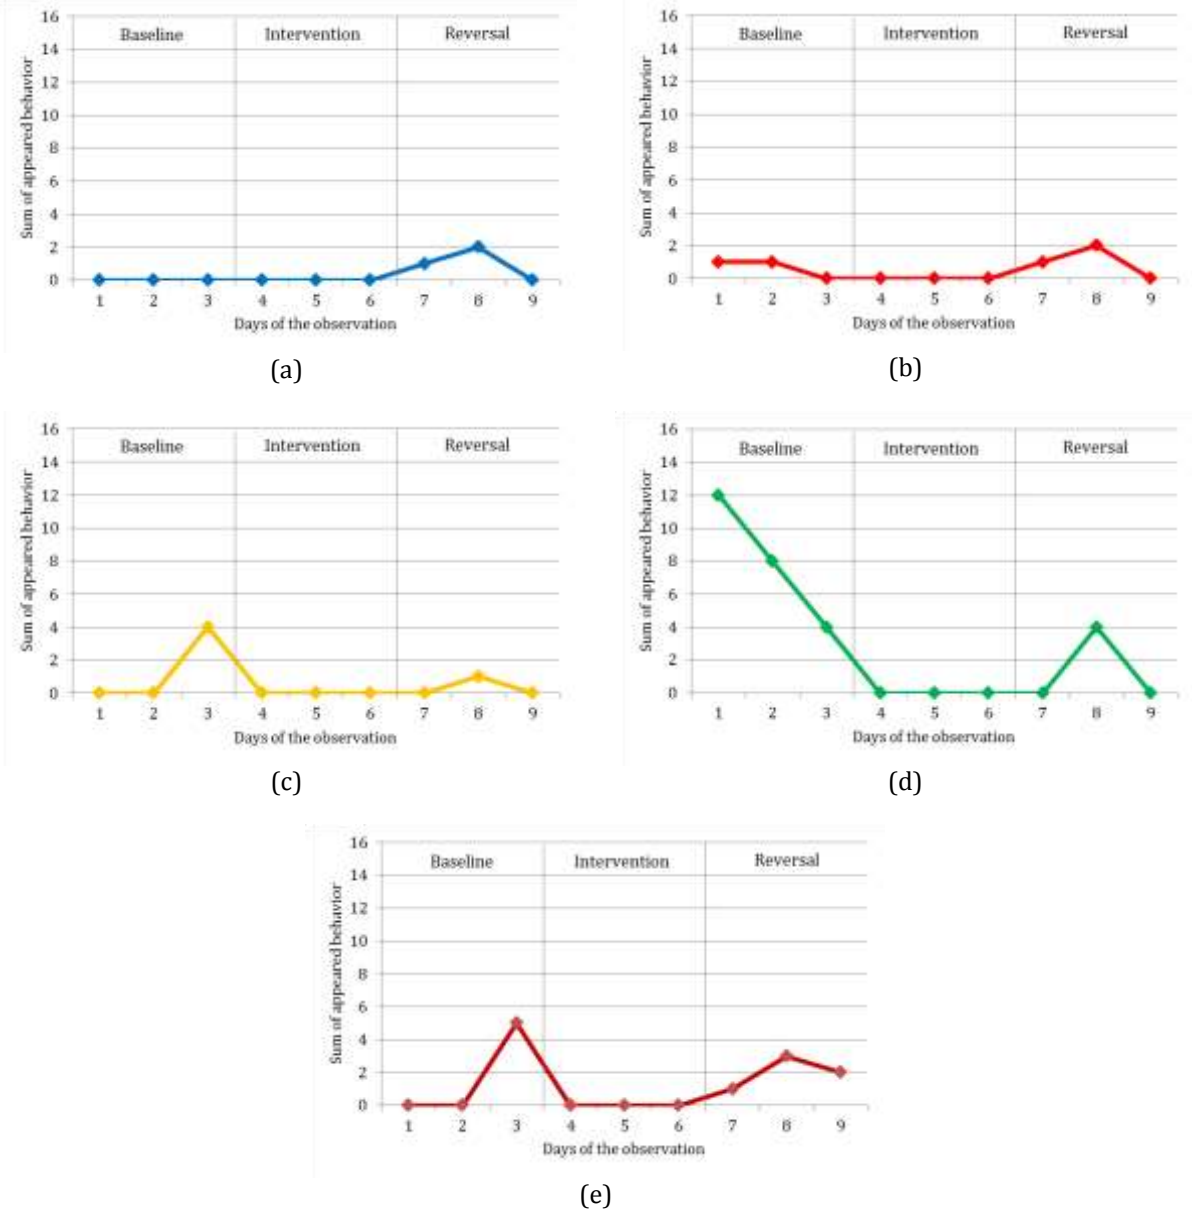 16
14
12
10
8
6
4
2
0
Baseline Intervention Reversal
Sum of appeared behavior
1 2 3 4 5 6 7 8 9
Days of the observation
(a)
16
14
12
10
8
6
4
2
0
Baseline Intervention Reversal
Sum of appeared behavior
1 2 3 4 5 6 7 8 9
Days of the observation
(b)
16
14
12
10
8
6
4
2
0
Baseline Intervention Reversal
Sum of appeared behavior
1 2 3 4 5 6 7 8 9
Days of the observation
(c)
16
14
12
10
8
6
4
2
0
Baseline Intervention Reversal
Sum of appeared behavior
1 2 3 4 5 6 7 8 9
Days of the observation
(d)
16
14
12
10
8
6
4
2
0
Baseline Intervention Reversal
Sum of appeared behavior
1 2 3 4 5 6 7 8 9
Days of the observation
(e)